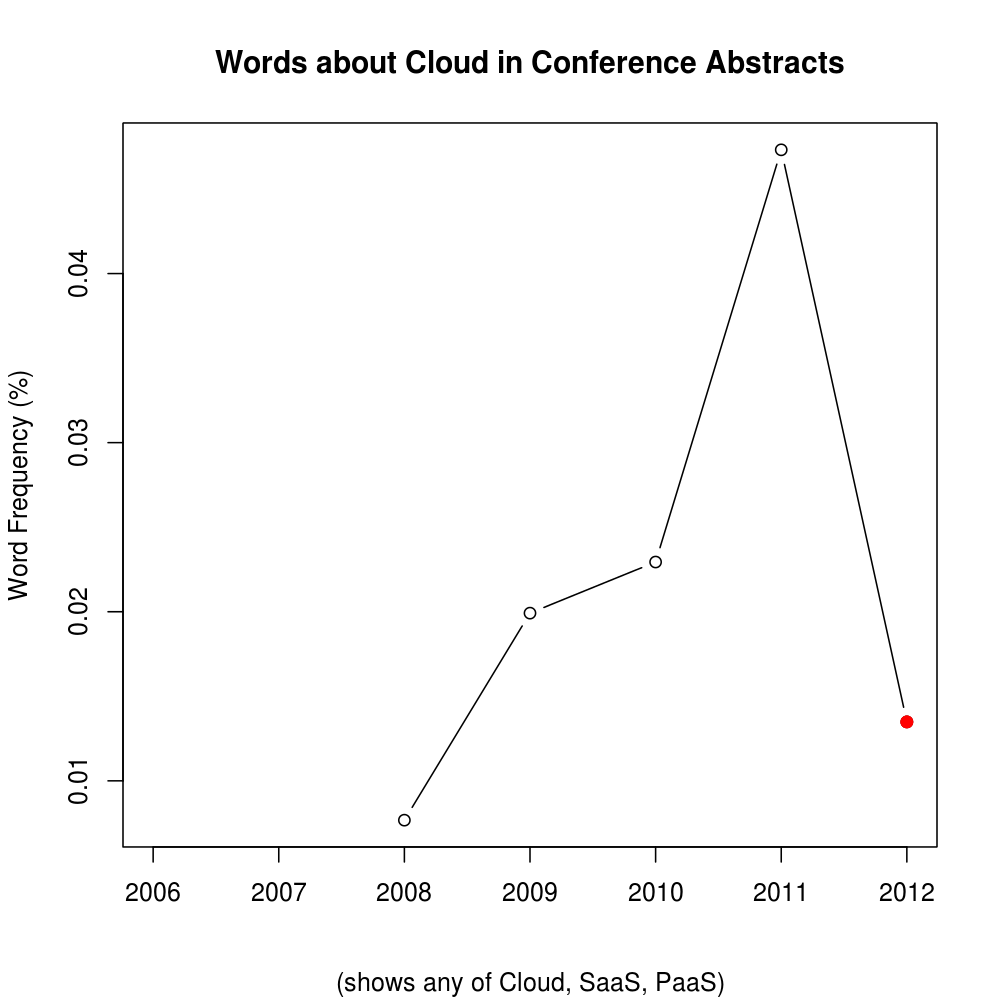 Words about Cloud in Conference Abstracts
Word Frequency (%)
0.04
0.03
0.02
0.01
2006 2007 2008 2009 2010 2011 2012
(shows any of Cloud, SaaS, PaaS)